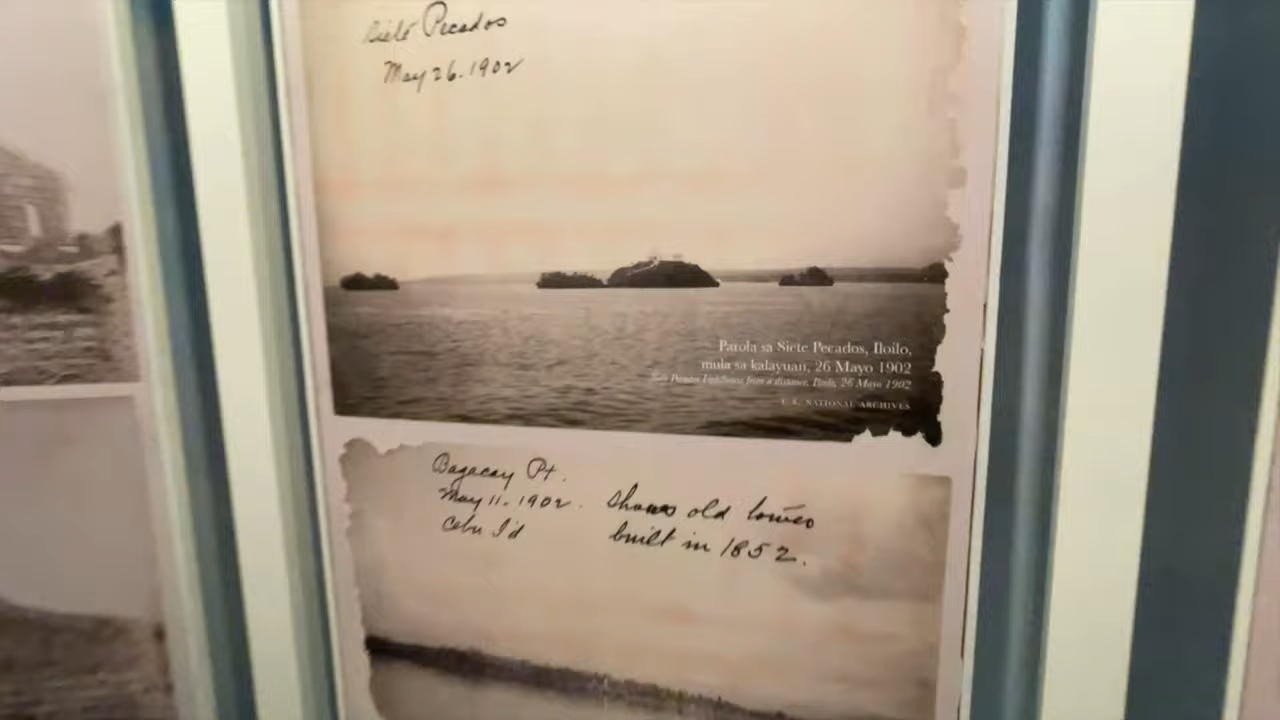 Siete Pecados
May 26. 1902
Parola sa Siete Pecados, Iloilo,
mula sa kalayuan, 26 Mayo 1902
Siete Pecados Lighthouse from a distance, Iloilo, 26 Mayo 1902
U.S. NATIONAL ARCHIVES
Bagacay Pt.
May 11. 1902. Shows old tower
Cebu I'd built in 1852.